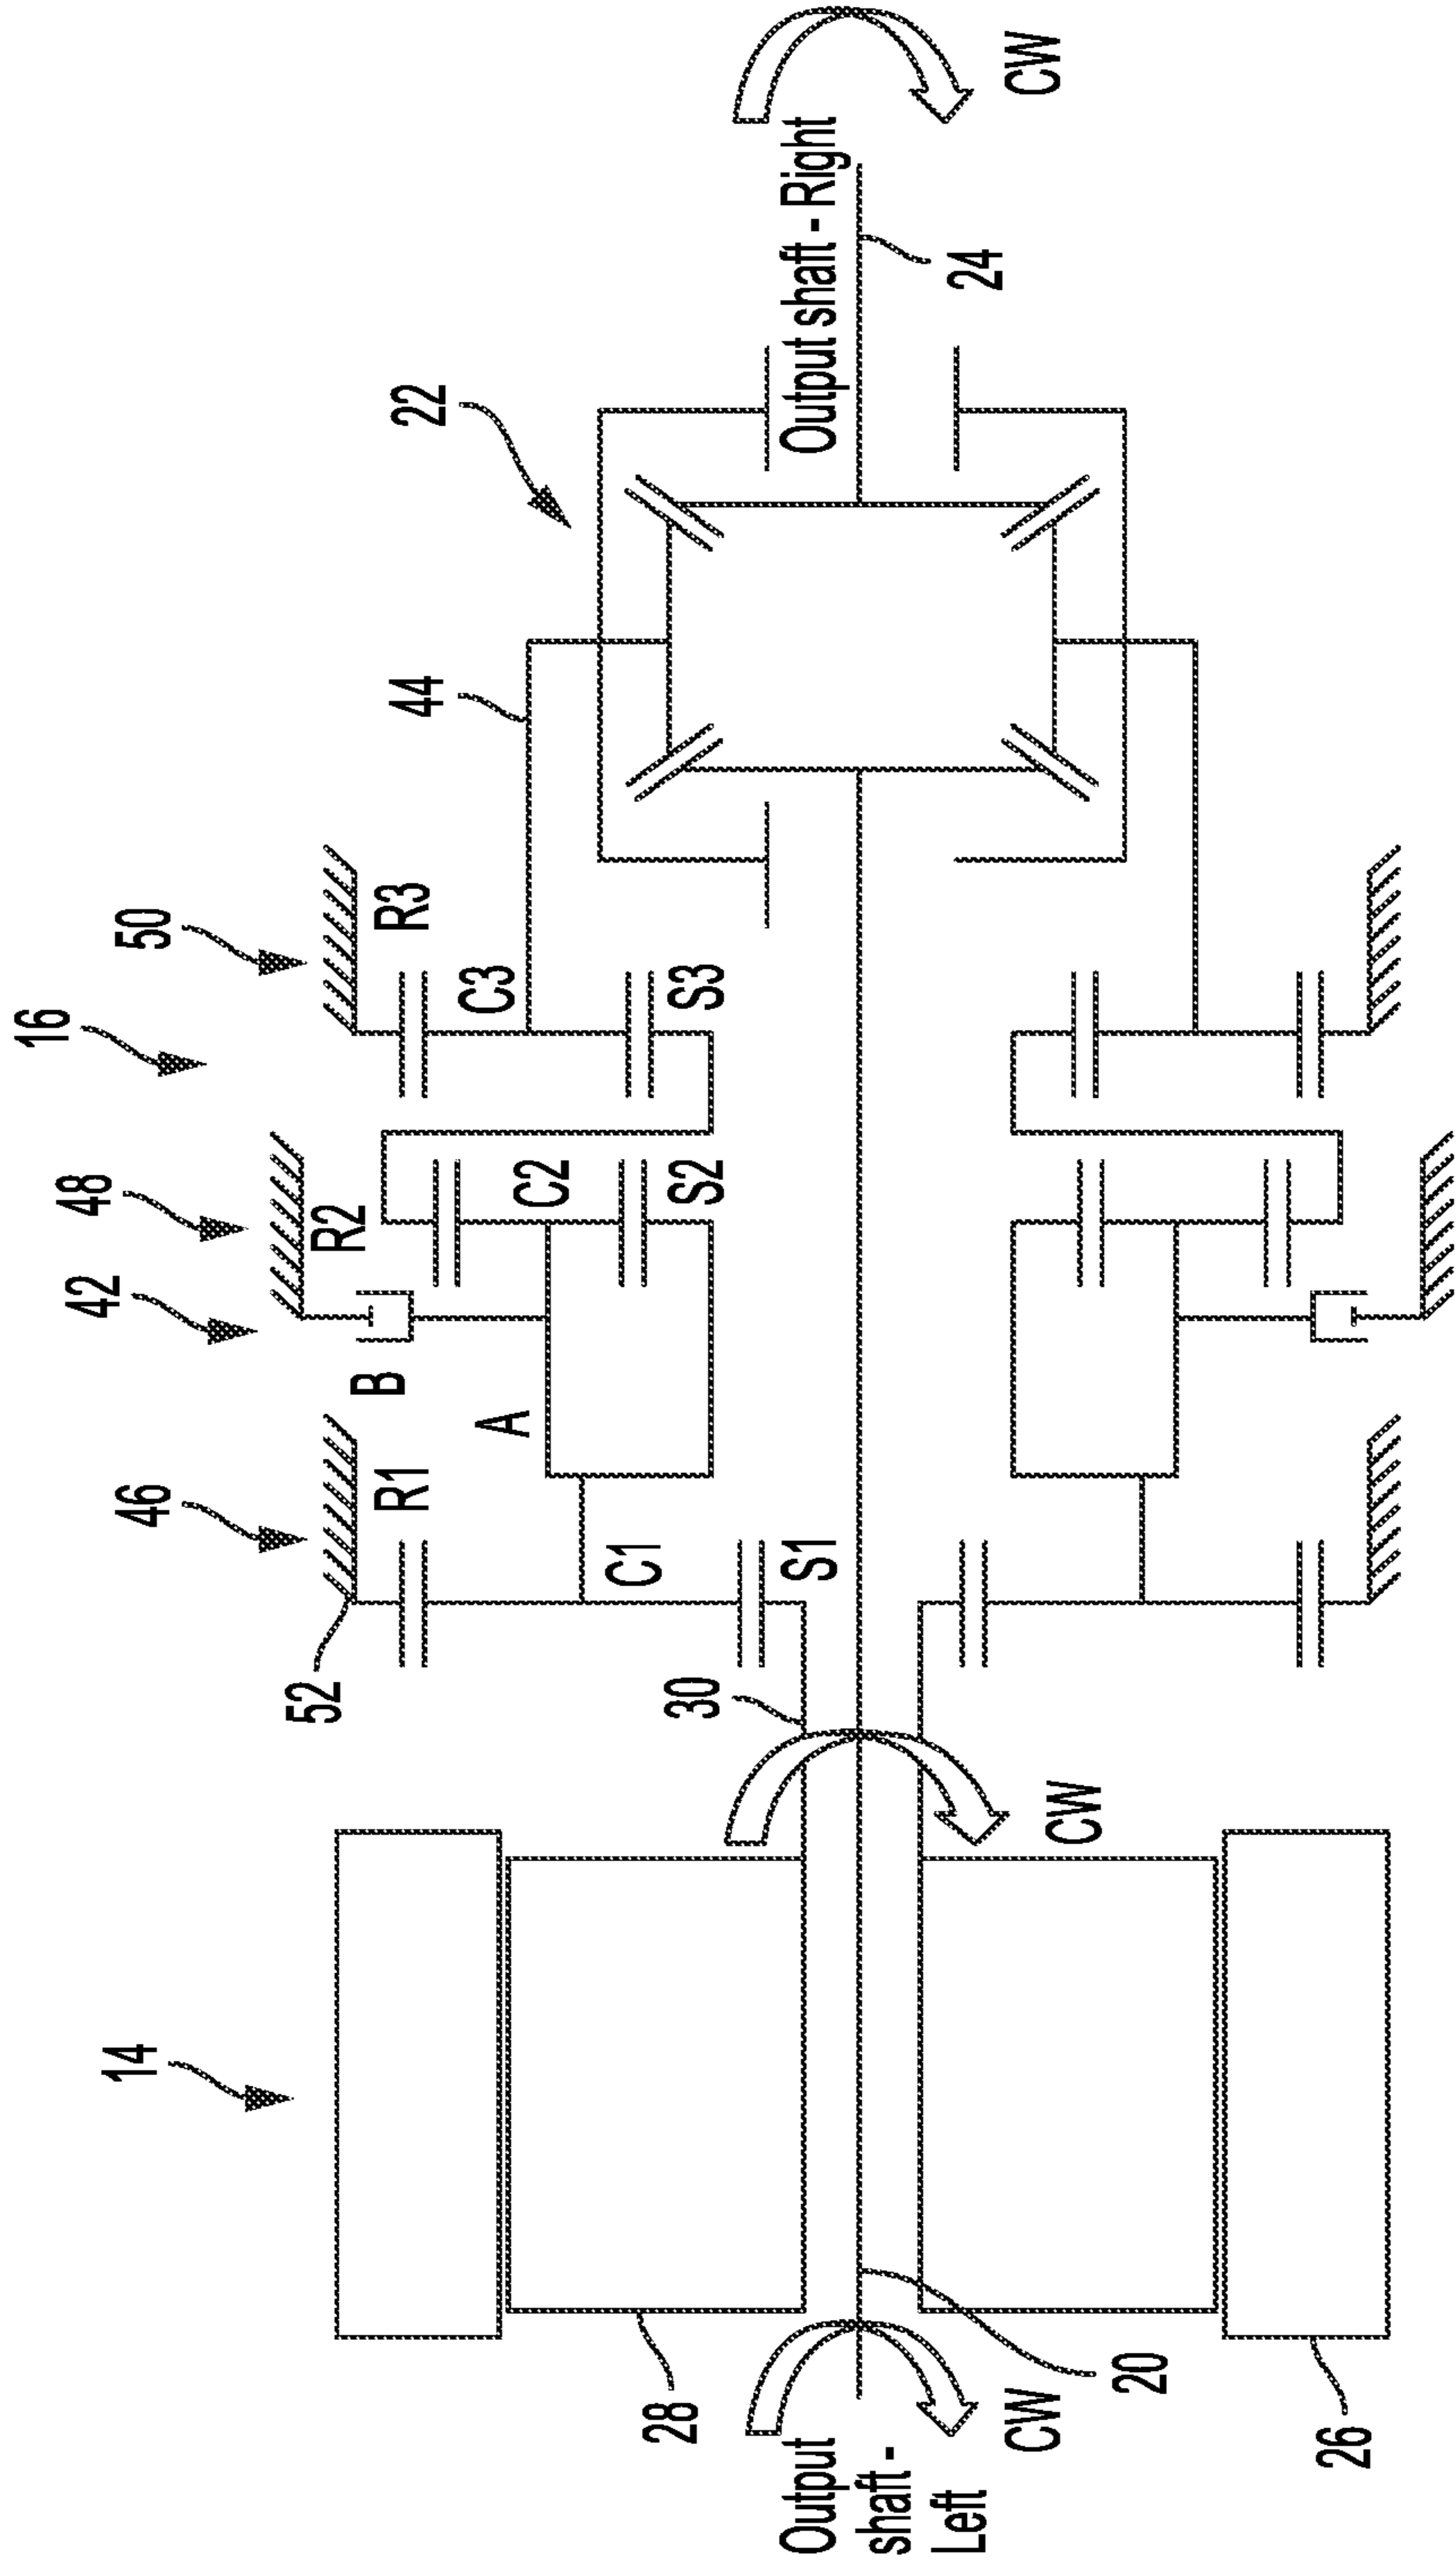 16
50
48
42
46
14
52
R3
R2
B
R1
C3
A
C2
44
22
C1
S3
S2
S1
30
28
Output shaft - Right
24
CW
CW
Output
shaft -
Left
CW
20
26